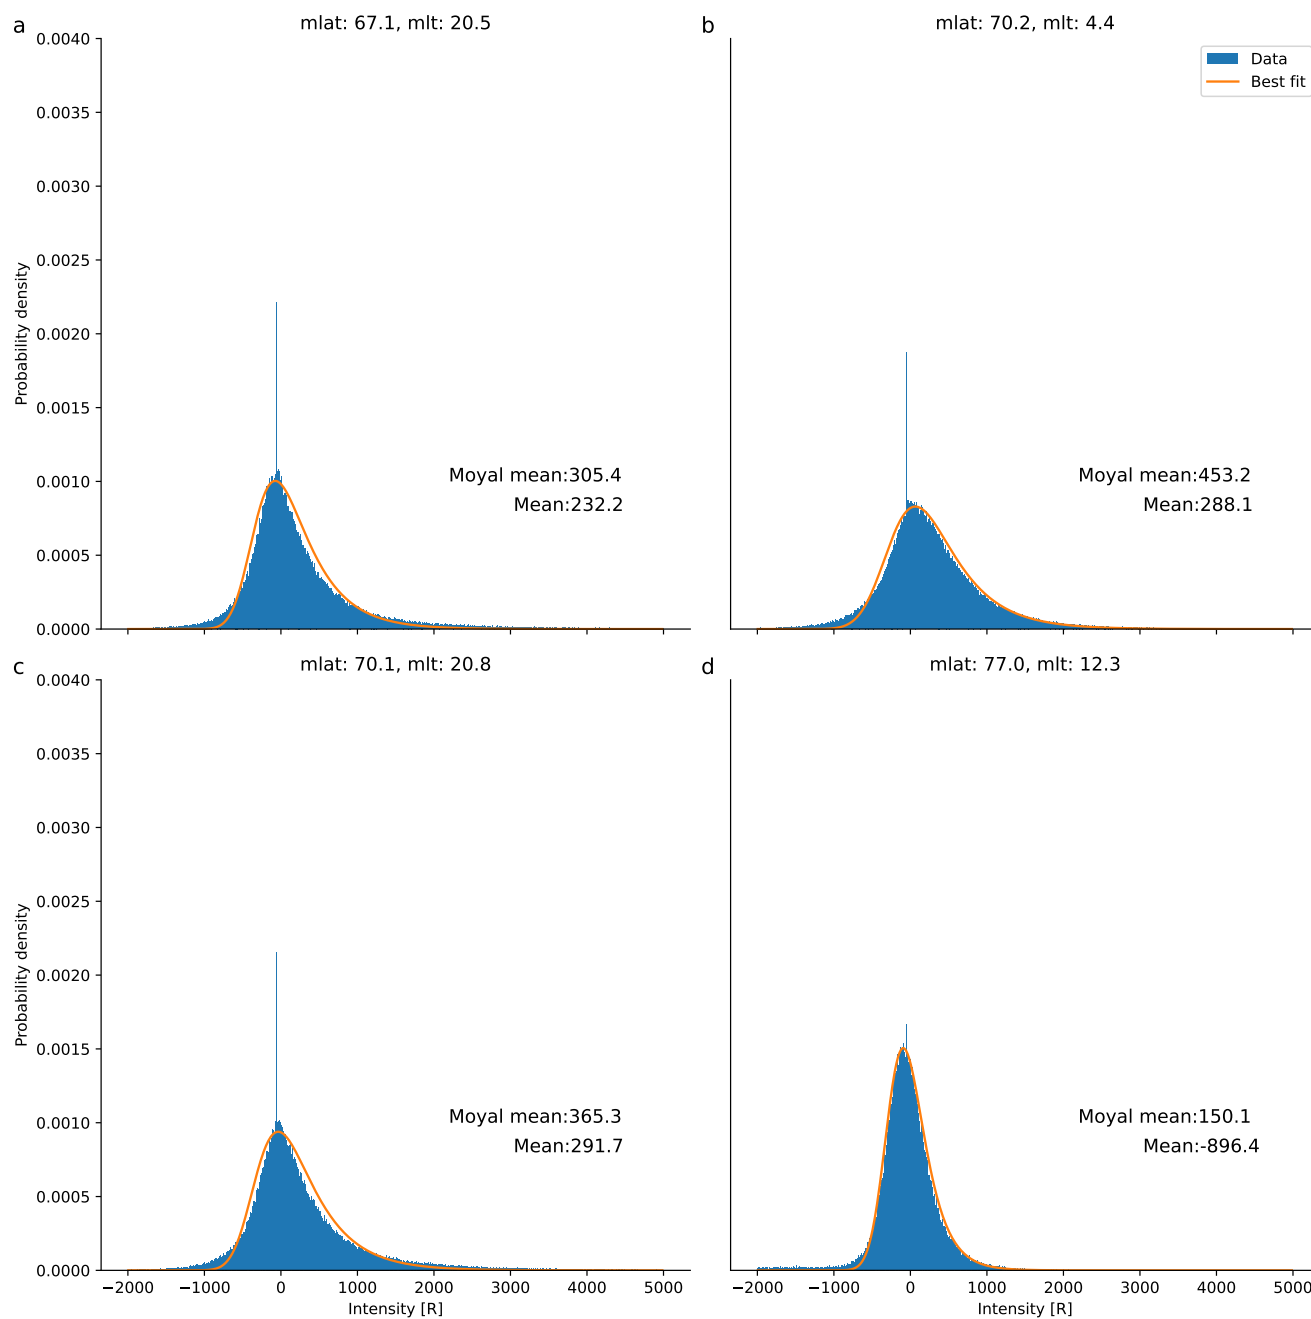 a
mlat: 67.1, mlt: 20.5
0.0040
0.0035
0.0030
0.0025
0.0020
0.0015
0.0010
0.0005
0.0000
Probability density
Moyal mean:305.4
Mean:232.2
b
mlat: 70.2, mlt: 4.4
Data
Best fit
Moyal mean:453.2
Mean:288.1
c
mlat: 70.1, mlt: 20.8
0.0040
0.0035
0.0030
0.0025
0.0020
0.0015
0.0010
0.0005
0.0000
Probability density
Moyal mean:365.3
Mean:291.7
−2000 −1000 0 1000 2000 3000 4000 5000
Intensity [R]
d
mlat: 77.0, mlt: 12.3
Moyal mean:150.1
Mean:-896.4
−2000 −1000 0 1000 2000 3000 4000 5000
Intensity [R]